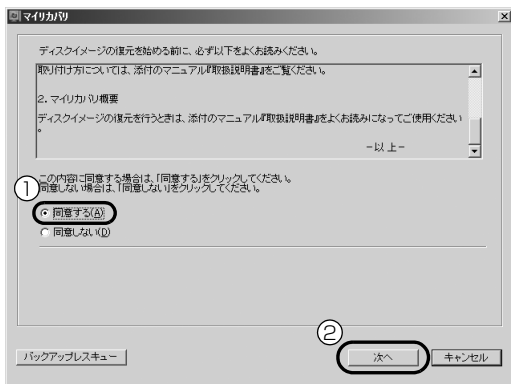 マイリカバリ
ディスクイメージの復元を始める前に、必ず以下をよくお読みください。
取り付け方については、添付のマニュアル『取扱説明書』をご覧ください。
2. マイリカバリ概要
ディスクイメージの復元を行うときは、添付のマニュアル『取扱説明書』をよくお読みになってご使用ください
。
-以 上-
この内容に同意する場合は、「同意する」をクリックしてください。
同意しない場合は、「同意しない」をクリックしてください。
①
同意する(A)
同意しない(D)
②
バックアップレスキュー
次へ
キャンセル